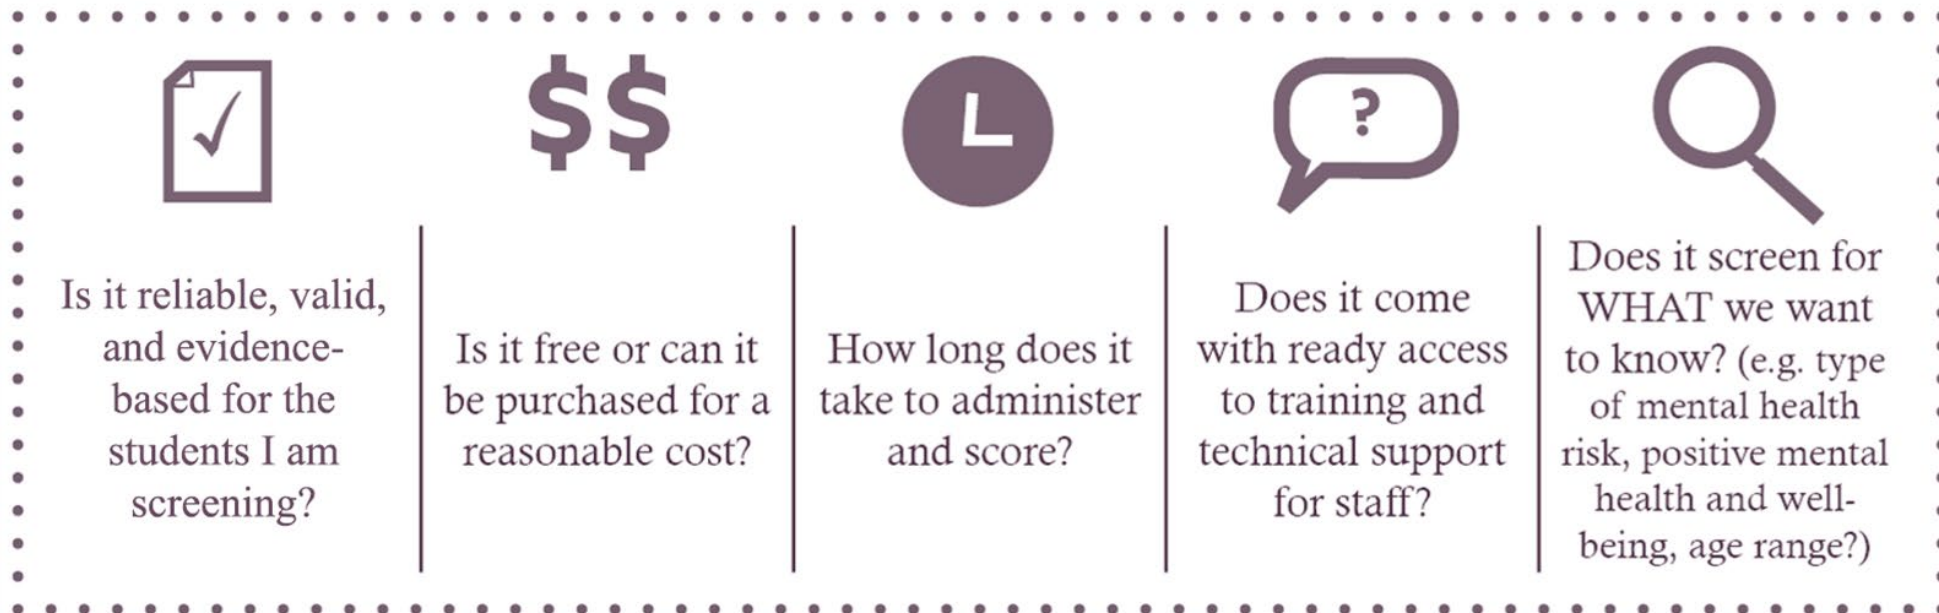 $$
?
Is it reliable, valid,
and evidence-
based for the
students I am
screening?
Is it free or can it
be purchased for a
reasonable cost?
How long does it
take to administer
and score?
Does it come
with ready access
to training and
technical support
for staff?
Does it screen for
WHAT we want
to know? (e.g. type
of mental health
risk, positive mental
health and well-
being, age range?)